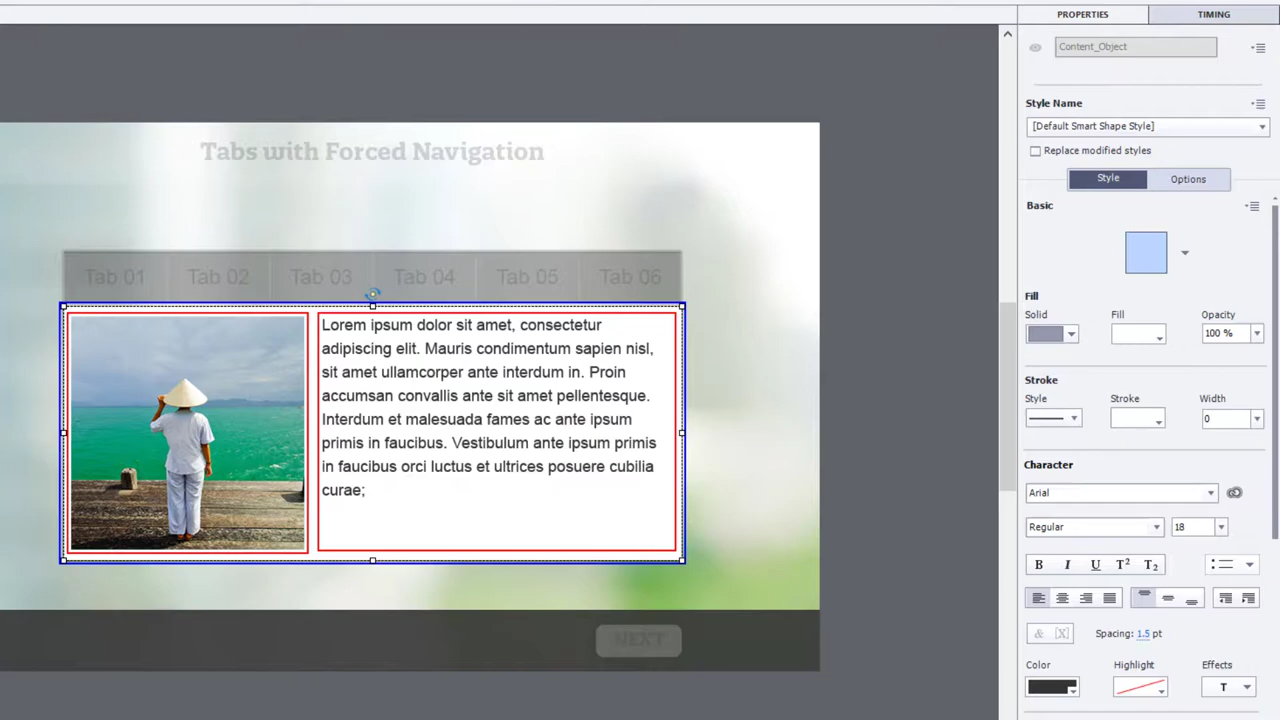 PROPERTIES
TIMING
Content_Object
Style Name
[Default Smart Shape Style]
Replace modified styles
Style
Options
Basic
Fill
Solid
Fill
Opacity
100 %
Stroke
Style
Stroke
Width
0
Character
Arial
Regular
18
B I U T² T₂
& [X]
Spacing: 1.5 pt
Color
Highlight
Effects
T
Tabs with Forced Navigation
Tab 01
Tab 02
Tab 03
Tab 04
Tab 05
Tab 06
Lorem ipsum dolor sit amet, consectetur
adipiscing elit. Mauris condimentum sapien nisl,
sit amet ullamcorper ante interdum in. Proin
accumsan convallis ante sit amet pellentesque.
Interdum et malesuada fames ac ante ipsum
primis in faucibus. Vestibulum ante ipsum primis
in faucibus orci luctus et ultrices posuere cubilia
curae;
NEXT